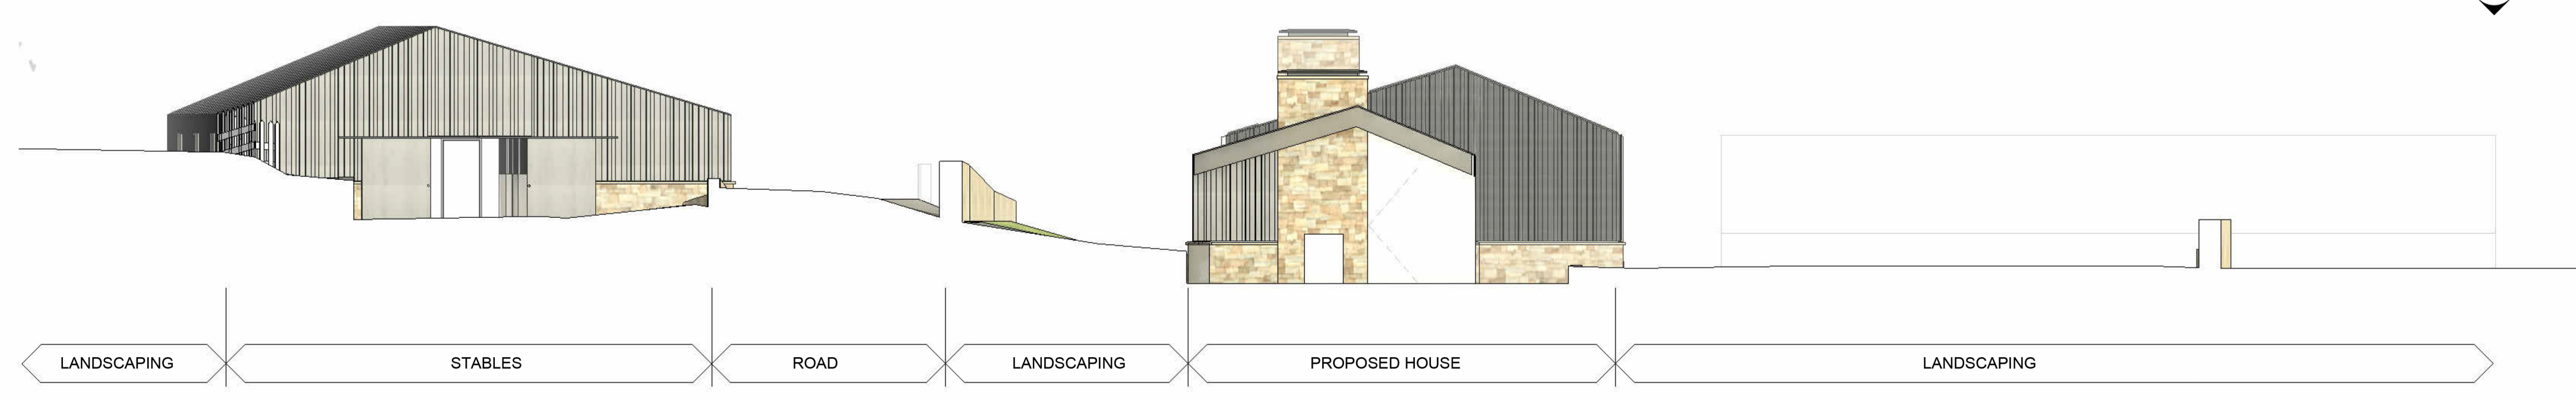 LANDSCAPING
STABLES
ROAD
LANDSCAPING
PROPOSED HOUSE
LANDSCAPING